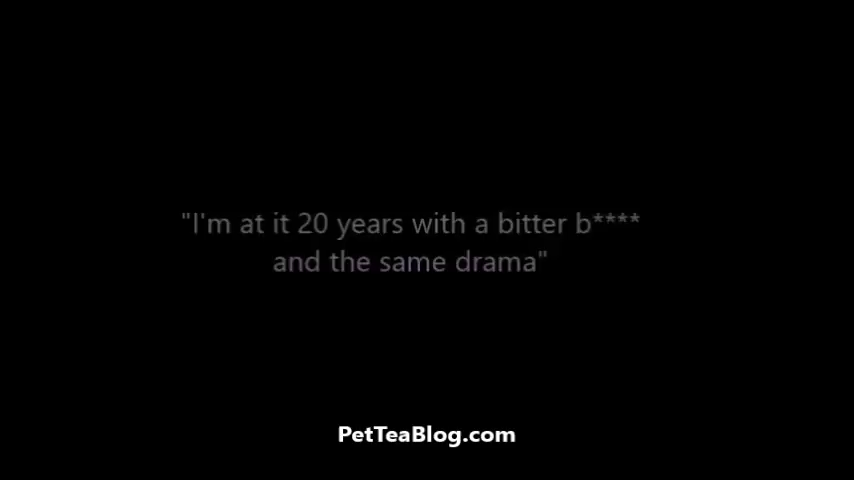 "I'm at it 20 years with a bitter b****
and the same drama"
PetTeaBlog.com